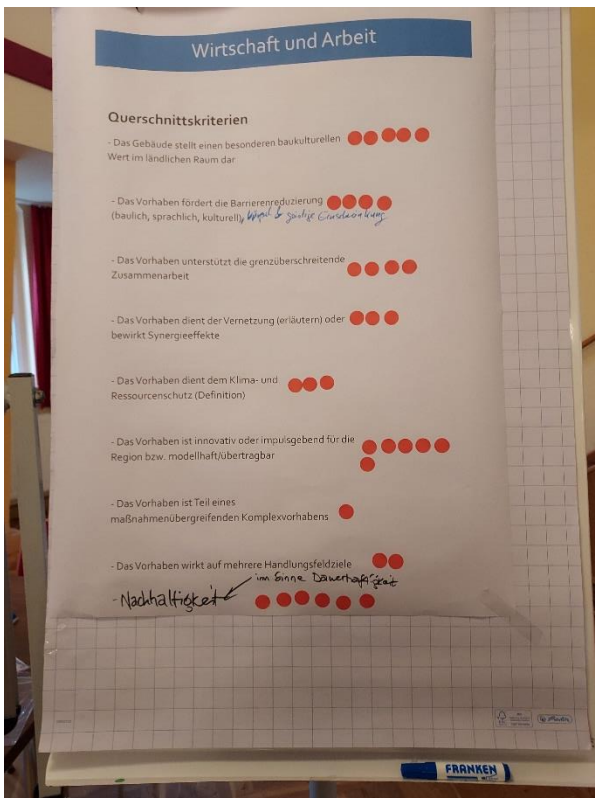 Wirtschaft und Arbeit
Querschnittskriterien
- Das Gebäude stellt einen besonderen baukulturellen
Wert im ländlichen Raum dar
- Das Vorhaben fördert die Barrierenreduzierung
(baulich, sprachlich, kulturell)
- Das Vorhaben unterstützt die grenzüberschreitende
Zusammenarbeit
- Das Vorhaben dient der Vernetzung (erläutern) oder
bewirkt Synergieeffekte
- Das Vorhaben dient dem Klima- und
Ressourcenschutz (Definition)
- Das Vorhaben ist innovativ oder impulsgebend für die
Region bzw. modellhaft/übertragbar
- Das Vorhaben ist Teil eines
maßnahmenübergreifenden Komplexvorhabens
- Das Vorhaben wirkt auf mehrere Handlungsfeldziele
im Sinne Dauerhaftigkeit
- Nachhaltigkeit
FRANKEN